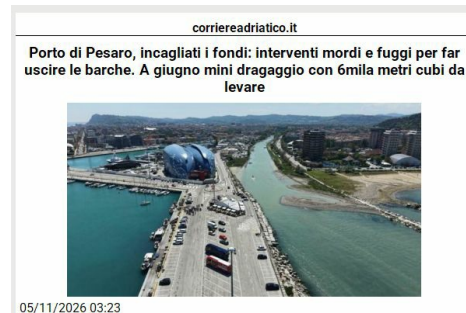 corriereadriatico.it
Porto di Pesaro, incagliati i fondi: interventi mordi e fuggi per far
uscire le barche. A giugno mini dragaggio con 6mila metri cubi da
levare
05/11/2026 03:23